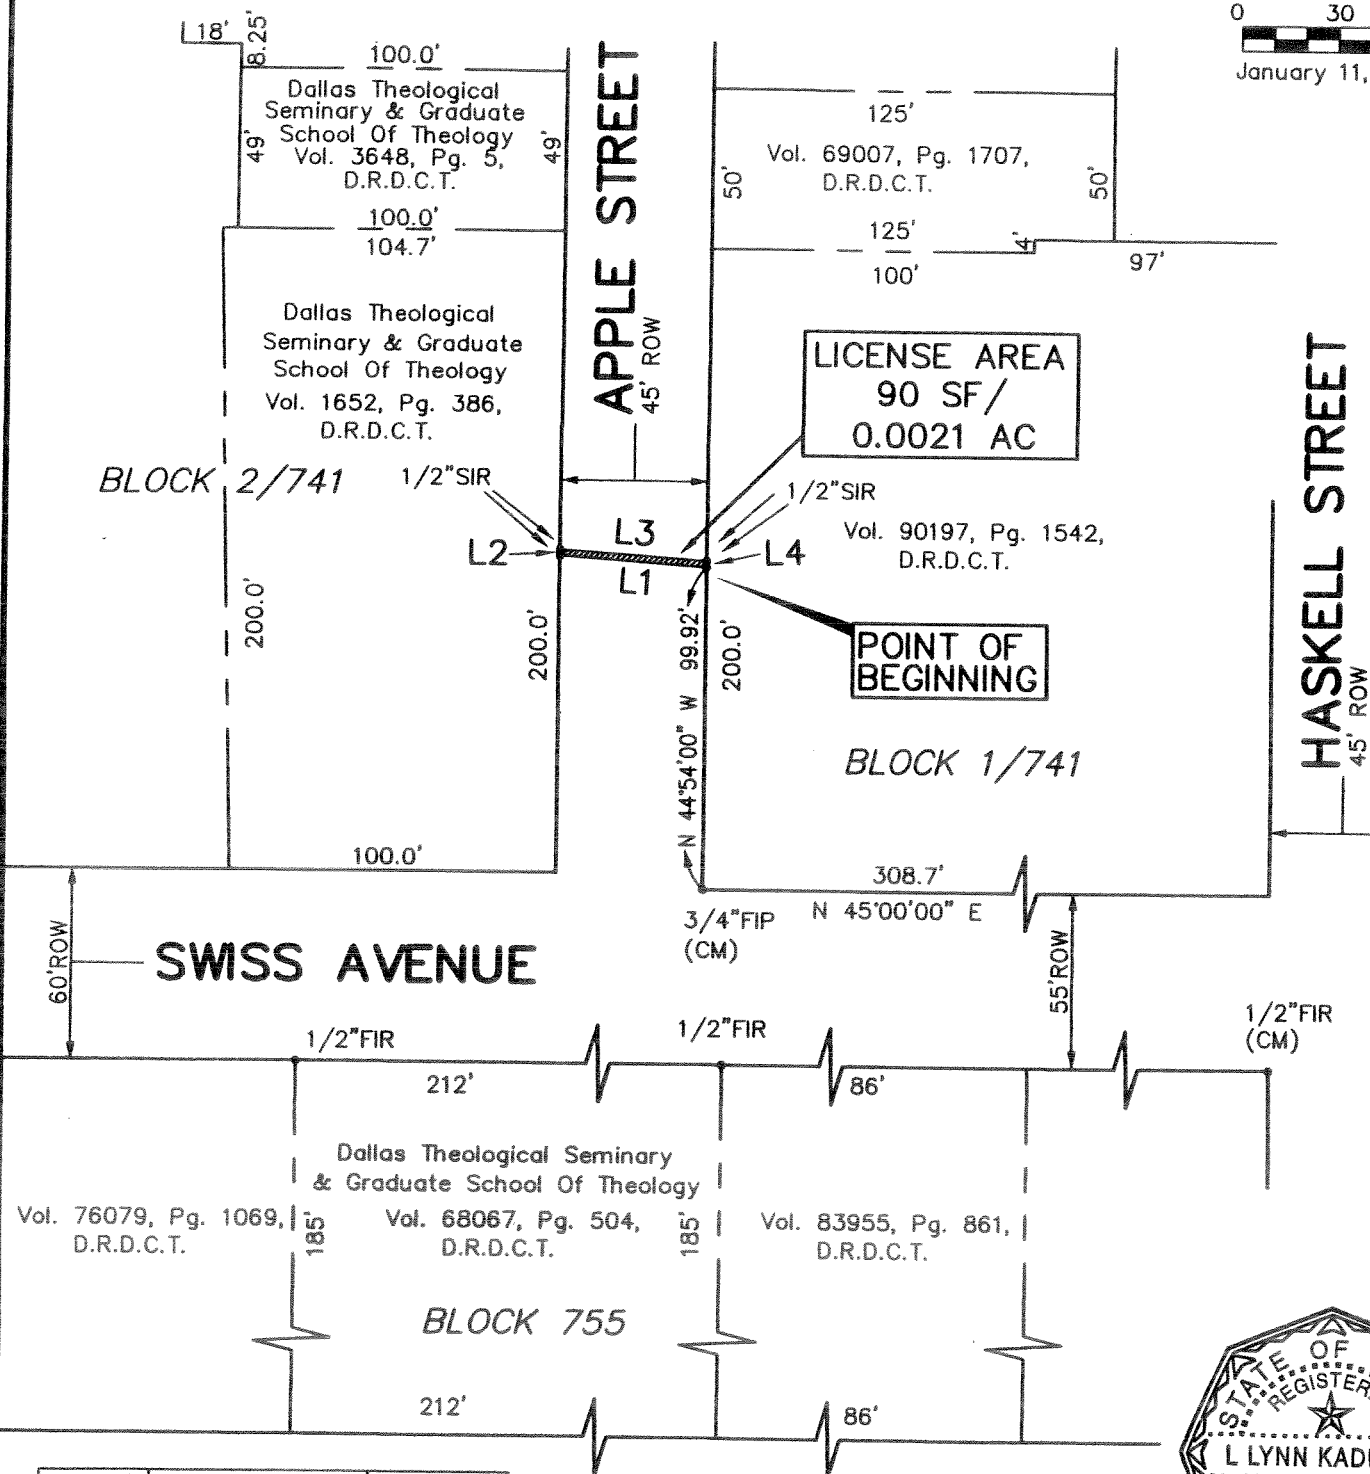 18'
8.25'
0 30
January 11,
100.0'
Dallas Theological
Seminary & Graduate
School Of Theology
Vol. 3648, Pg. 5,
D.R.D.C.T.
49'
49'
100.0'
104.7'
APPLE STREET
45' ROW
125'
Vol. 69007, Pg. 1707,
D.R.D.C.T.
50'
50'
125'
4'
100'
97'
Dallas Theological
Seminary & Graduate
School Of Theology
Vol. 1652, Pg. 386,
D.R.D.C.T.
LICENSE AREA
90 SF/
0.0021 AC
HASKELL STREET
45' ROW
BLOCK 2/741
1/2"SIR
1/2"SIR
Vol. 90197, Pg. 1542,
D.R.D.C.T.
L2
L3
L1
L4
200.0'
200.0'
N 44°54'00" W 99.92'
200.0'
POINT OF
BEGINNING
BLOCK 1/741
100.0'
308.7'
N 45°00'00" E
3/4"FIP
(CM)
60'ROW
SWISS AVENUE
55'ROW
1/2"FIR
1/2"FIR
1/2"FIR
(CM)
212'
86'
Dallas Theological Seminary
& Graduate School Of Theology
Vol. 76079, Pg. 1069,
D.R.D.C.T.
185'
Vol. 68067, Pg. 504,
D.R.D.C.T.
185'
Vol. 83955, Pg. 861,
D.R.D.C.T.
BLOCK 755
212'
86'
STATE OF
REGISTER
L LYNN KAD